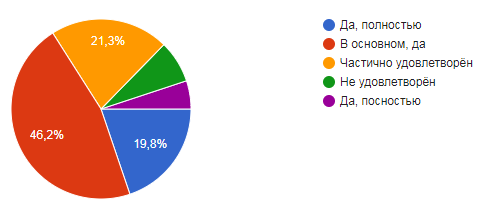 21,3%
46,2%
19,8%
Да, полностью
В основном, да
Частично удовлетворён
Не удовлетворён
Да, посностью